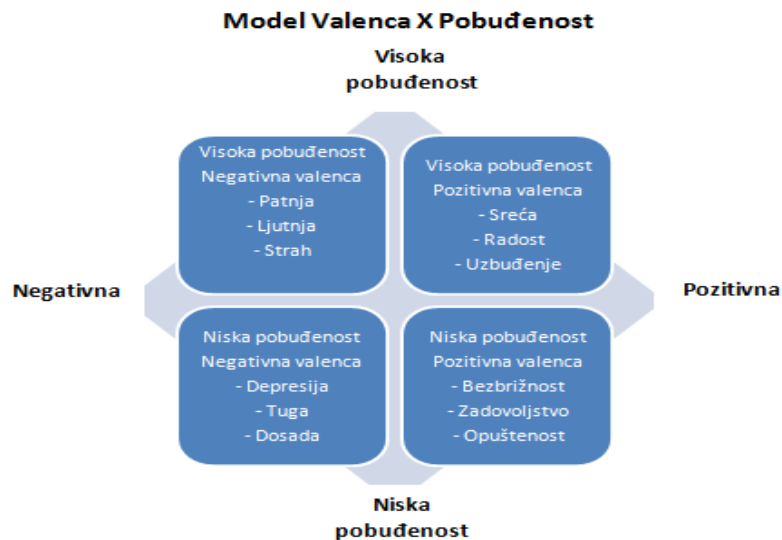 Model Valenca X Pobuđenost
Visoka
pobuđenost
Visoka pobuđenost
Negativna valenca
- Patnja
- Ljutnja
- Strah
Visoka pobuđenost
Pozitivna valenca
- Sreća
- Radost
- Uzbuđenje
Negativna
Pozitivna
Niska pobuđenost
Negativna valenca
- Depresija
- Tuga
- Dosada
Niska pobuđenost
Pozitivna valenca
- Bezbrižnost
- Zadovoljstvo
- Opuštenost
Niska
pobuđenost